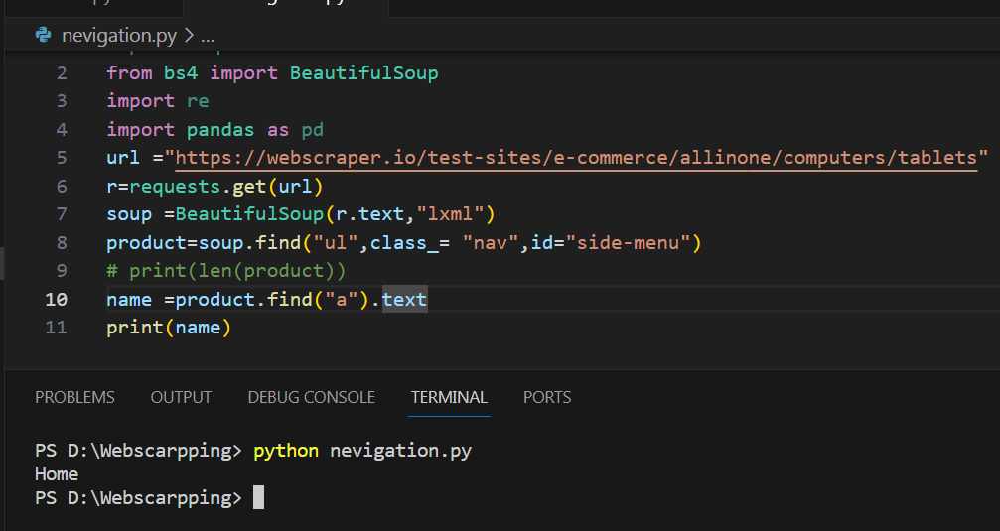 nevigation.py > ...
2 from bs4 import BeautifulSoup
3 import re
4 import pandas as pd
5 url ="https://webscraper.io/test-sites/e-commerce/allinone/computers/tablets"
6 r=requests.get(url)
7 soup =BeautifulSoup(r.text,"lxml")
8 product=soup.find("ul",class_= "nav",id="side-menu")
9 # print(len(product))
10 name =product.find("a").text
11 print(name)
PROBLEMS OUTPUT DEBUG CONSOLE TERMINAL PORTS
PS D:\Webscarpping> python nevigation.py
Home
PS D:\Webscarpping>